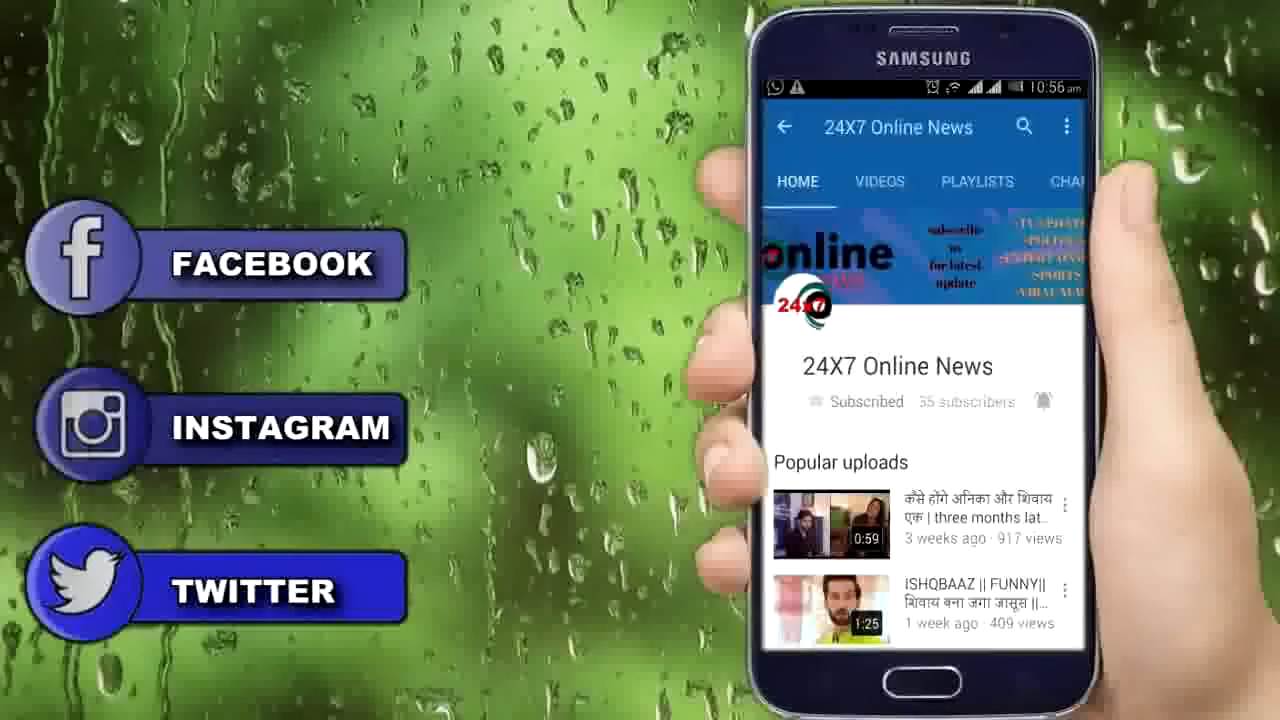 FACEBOOK
INSTAGRAM
TWITTER
SAMSUNG
10:56 am
24X7 Online News
HOME VIDEOS PLAYLISTS CHA
online
subscribe
us
for latest
update
SPORTS
24x7
24X7 Online News
Subscribed 35 subscribers
Popular uploads
कैसे होंगे अनिका और शिवाय
एक | three months lat..
3 weeks ago · 917 views
0:59
ISHQBAAZ || FUNNY||
शिवाय बना जगा जासूस ||...
1 week ago · 409 views
1:25